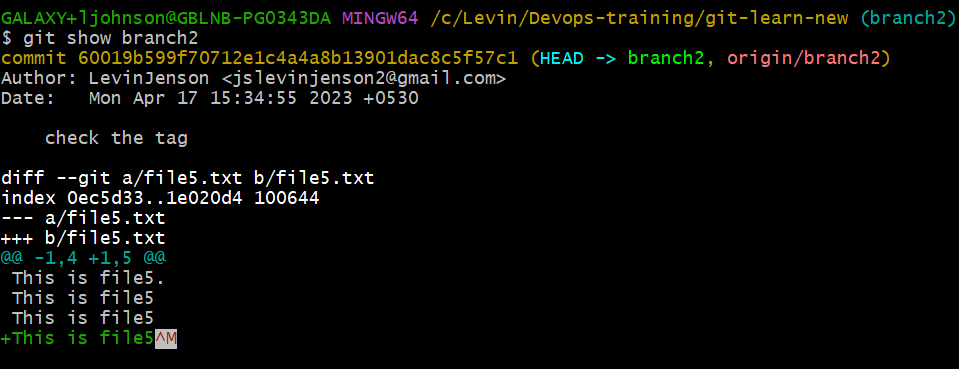 GALAXY+ljohnson@GBLNB-PG0343DA MINGW64 /c/Levin/Devops-training/git-learn-new (branch2)
$ git show branch2
commit 60019b599f70712e1c4a4a8b13901dac8c5f57c1 (HEAD -> branch2, origin/branch2)
Author: LevinJenson <jslevinjenson2@gmail.com>
Date:   Mon Apr 17 15:34:55 2023 +0530

    check the tag

diff --git a/file5.txt b/file5.txt
index 0ec5d33..1e020d4 100644
--- a/file5.txt
+++ b/file5.txt
@@ -1,4 +1,5 @@
 This is file5.
 This is file5
 This is file5
+This is file5^M